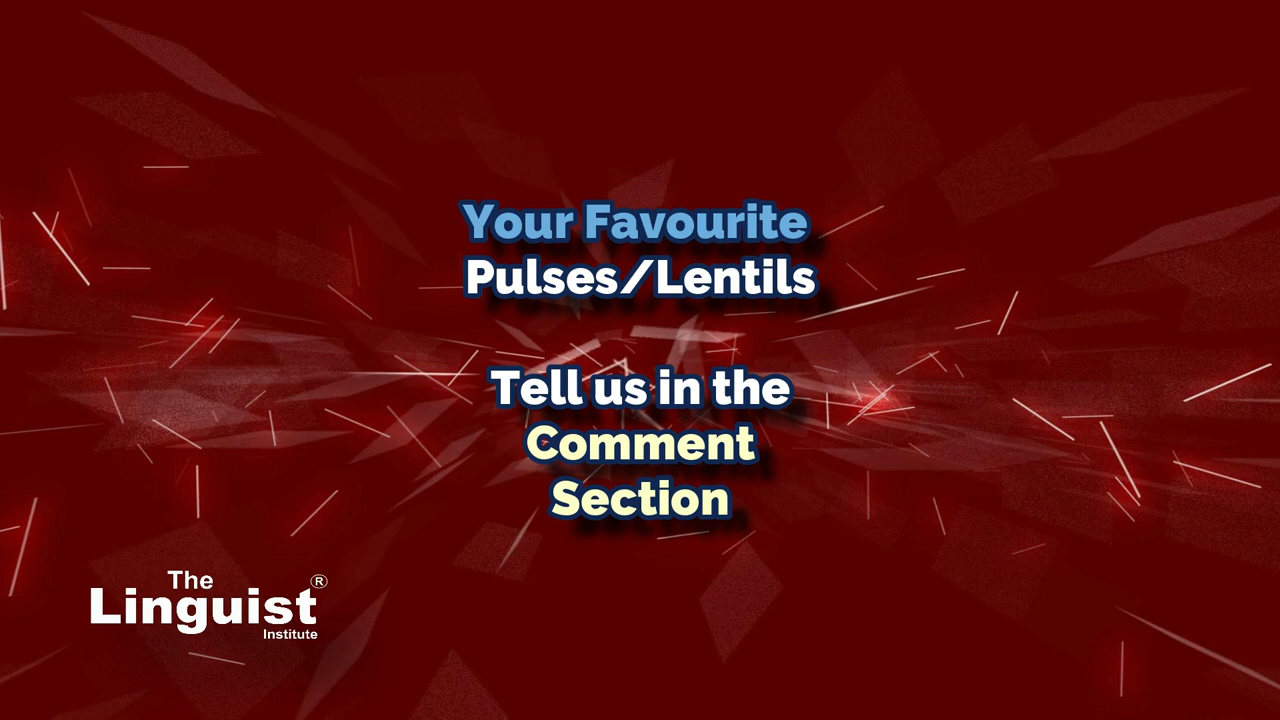 Your Favourite
Pulses/Lentils
Tell us in the
Comment
Section
The
Linguist®
Institute